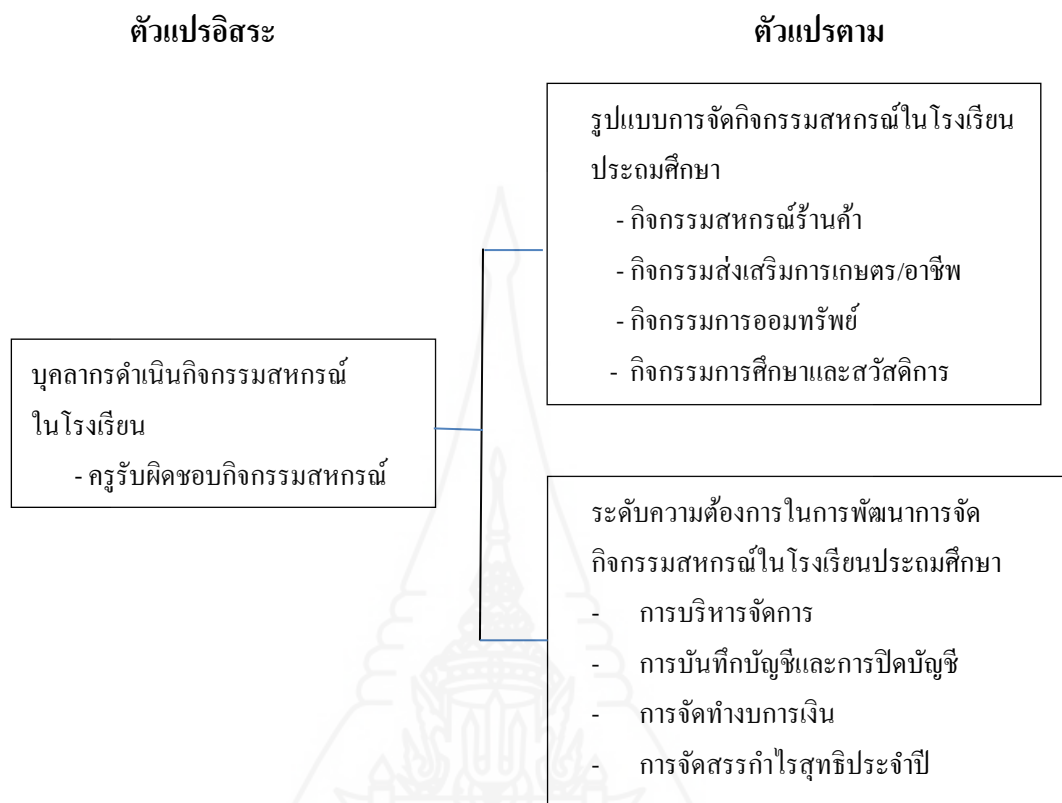 ตัวแปรอิสระ
ตัวแปรตาม
บุคลากรดำเนินกิจกรรมสหกรณ์
ในโรงเรียน
- ครูรับผิดชอบกิจกรรมสหกรณ์
รูปแบบการจัดกิจกรรมสหกรณ์ในโรงเรียน
ประถมศึกษา
- กิจกรรมสหกรณ์ร้านค้า
- กิจกรรมส่งเสริมการเกษตร/อาชีพ
- กิจกรรมการออมทรัพย์
- กิจกรรมการศึกษาและสวัสดิการ
ระดับความต้องการในการพัฒนาการจัด
กิจกรรมสหกรณ์ในโรงเรียนประถมศึกษา
- การบริหารจัดการ
- การบันทึกบัญชีและการปิดบัญชี
- การจัดทำงบการเงิน
- การจัดสรรกำไรสุทธิประจำปี